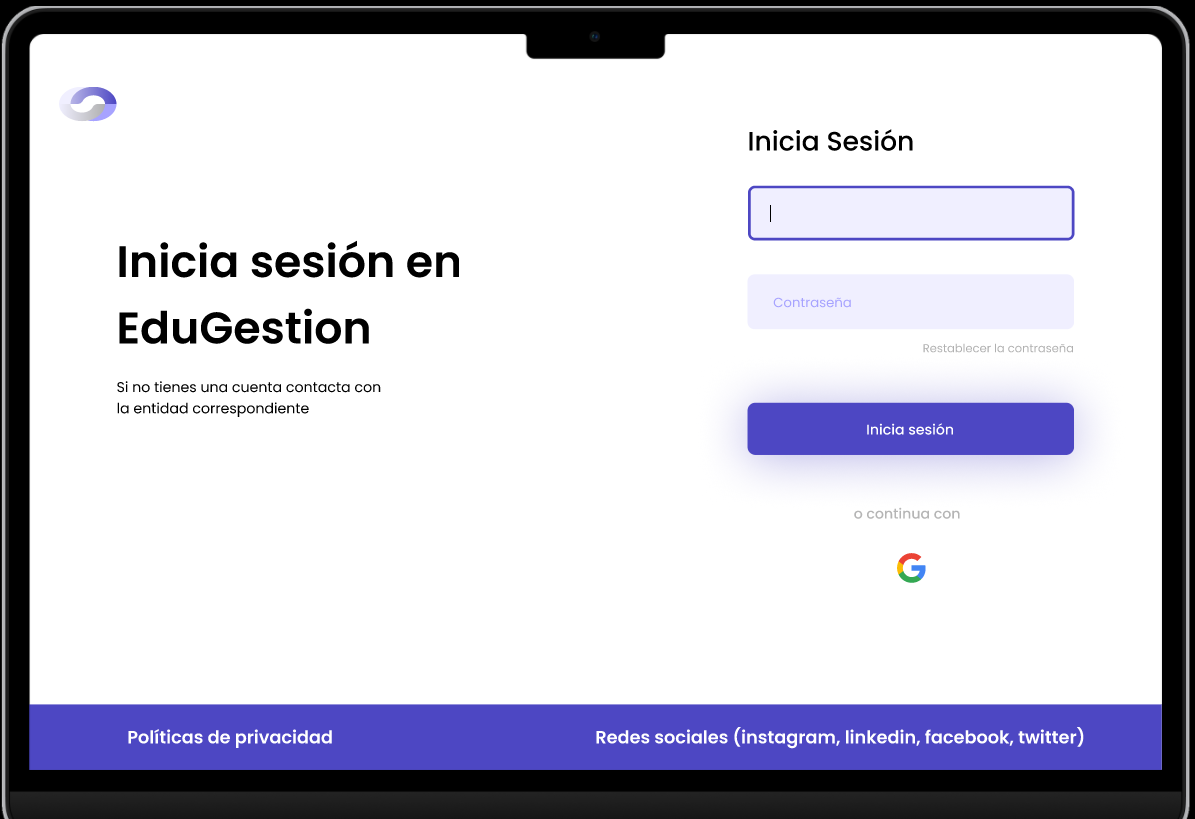 Inicia sesión en
EduGestion
Si no tienes una cuenta contacta con
la entidad correspondiente
Inicia Sesión
Contraseña
Restablecer la contraseña
Inicia sesión
o continua con
Políticas de privacidad
Redes sociales (instagram, linkedin, facebook, twitter)